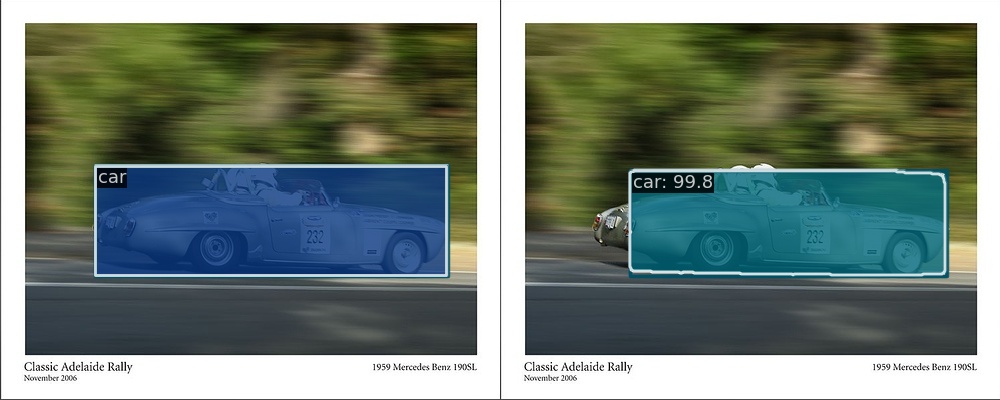 car
232
Classic Adelaide Rally
November 2006
1959 Mercedes Benz 190SL
car: 99.8
232
Classic Adelaide Rally
November 2006
1959 Mercedes Benz 190SL